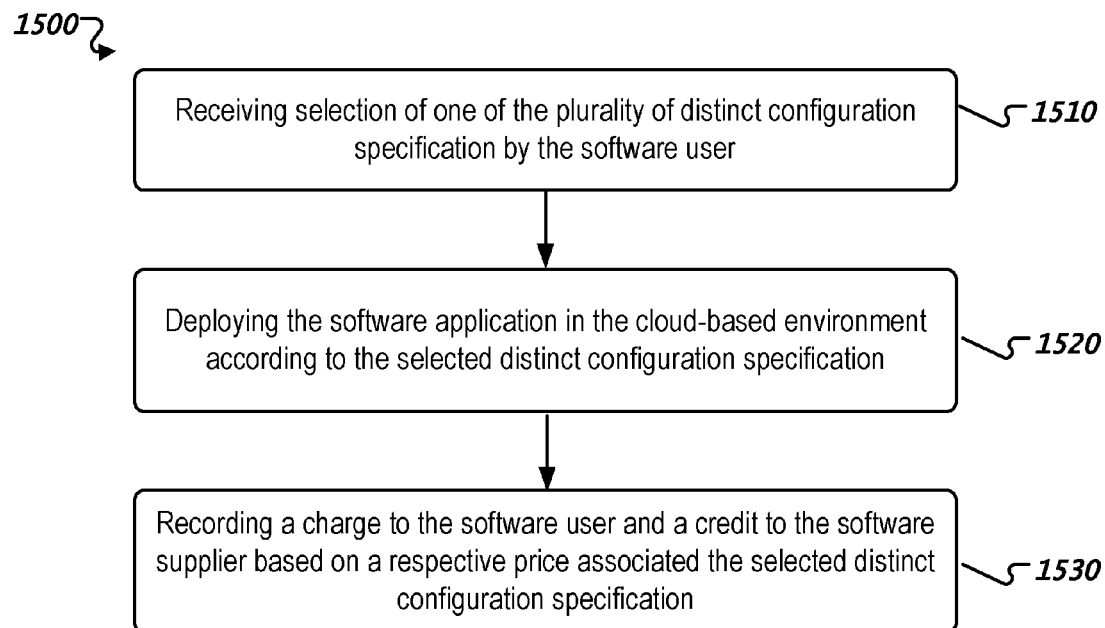 1500
Receiving selection of one of the plurality of distinct configuration
specification by the software user
1510
Deploying the software application in the cloud-based environment
according to the selected distinct configuration specification
1520
Recording a charge to the software user and a credit to the software
supplier based on a respective price associated the selected distinct
configuration specification
1530